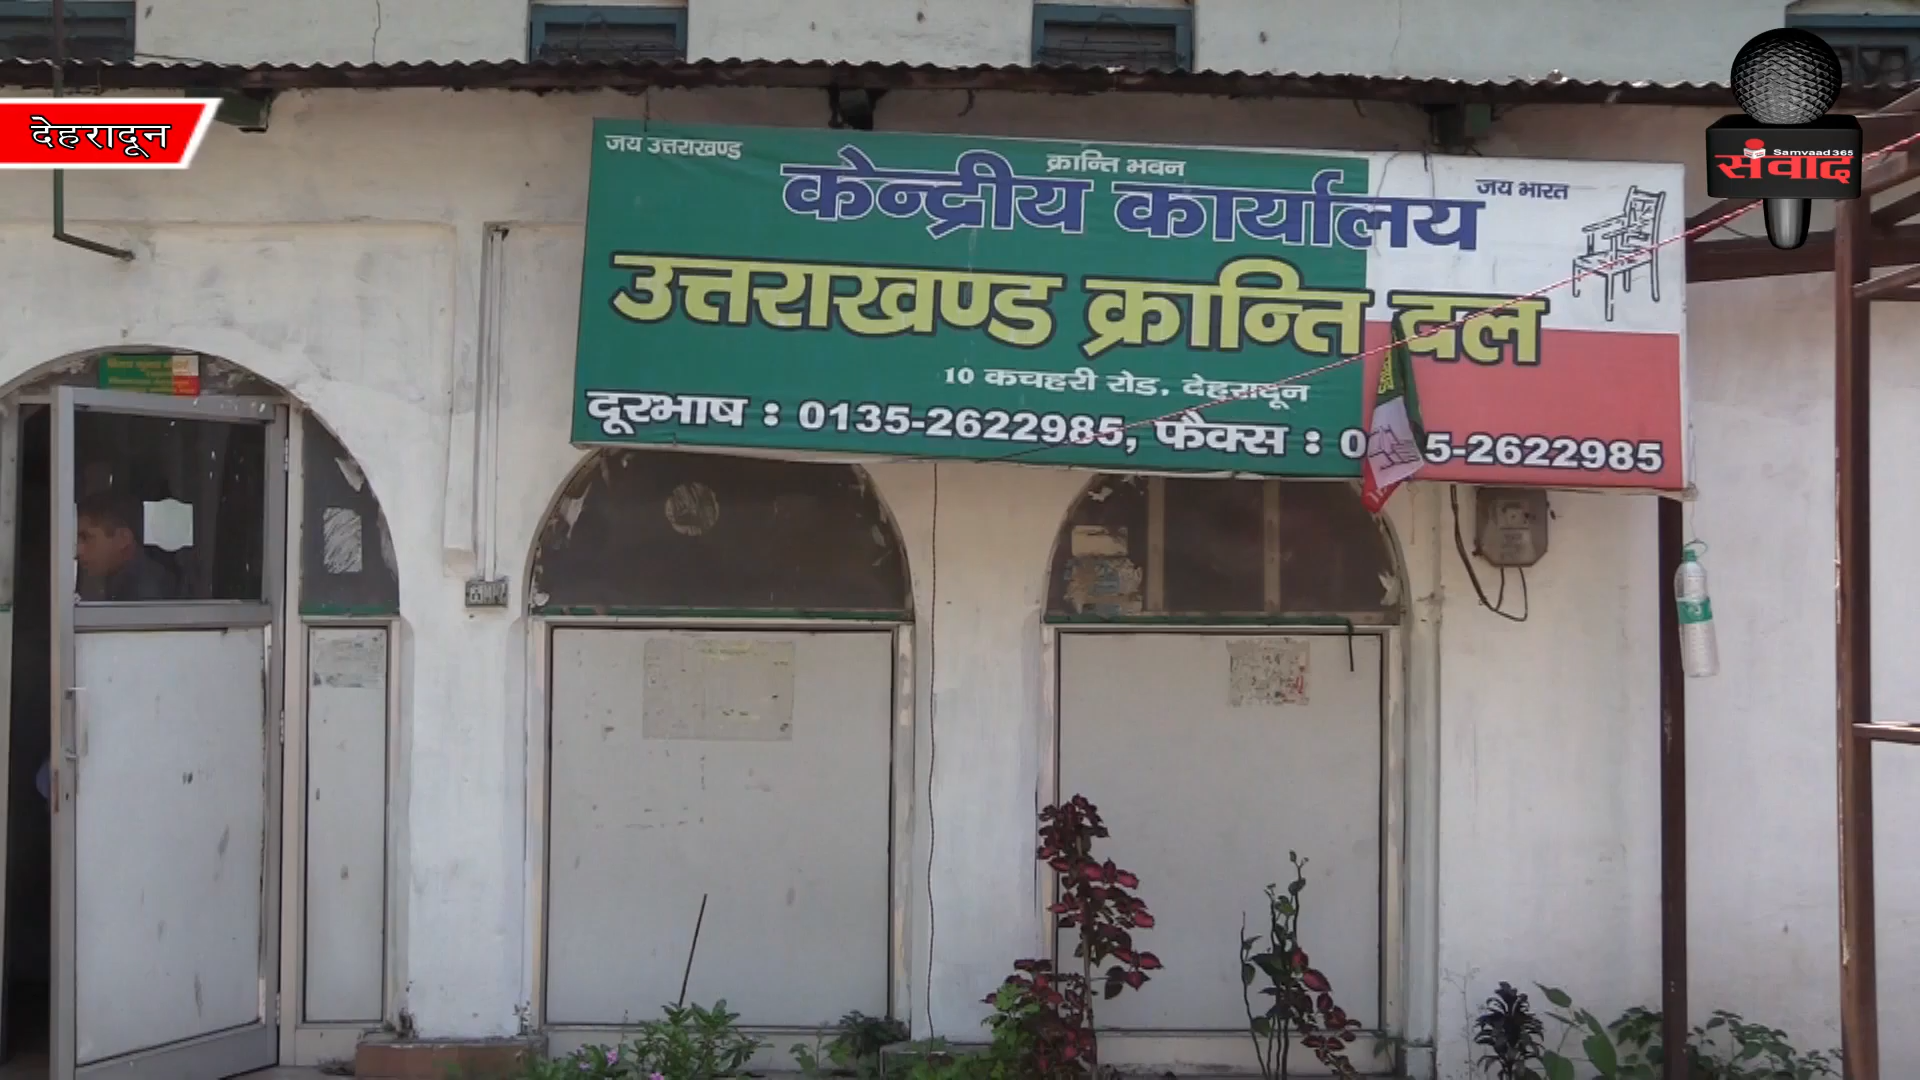 देहरादून
Samvaad365
संवाद
जय उत्तराखण्ड
क्रान्ति भवन
जय भारत
केन्द्रीय कार्यालय
उत्तराखण्ड क्रान्ति दल
10 कचहरी रोड, देहरादून
दूरभाष : 0135-2622985, फैक्स : 0 5-2622985